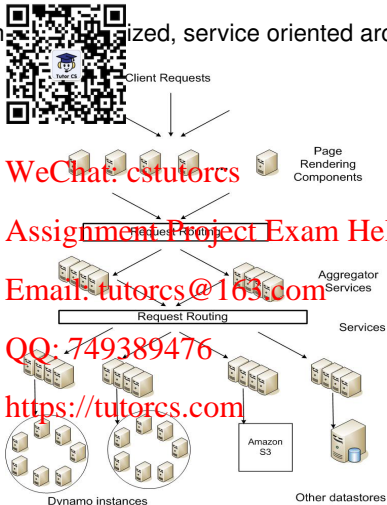 ized, service oriented arc
Tutor CS
Client Requests
Page
Rendering
Components
WeChat: cstutorcs
Request Routing
Assignment Project Exam Hel
Aggregator
Services
Email: tutorcs@163.com
Request Routing
Services
QQ: 749389476
https://tutorcs.com
Amazon
S3
Dynamo instances
Other datastores